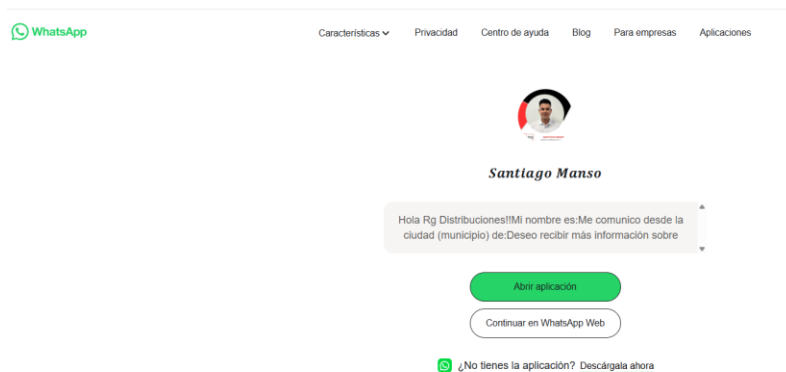 WhatsApp
Características Privacidad Centro de ayuda Blog Para empresas Aplicaciones
Santiago Manso
Hola Rg Distribuciones!!Mi nombre es:Me comunico desde la
ciudad (municipio) de:Deseo recibir más información sobre
Abrir aplicación
Continuar en WhatsApp Web
¿No tienes la aplicación? Descárgala ahora